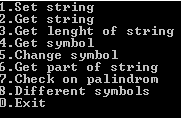 1.Set string
2.Get string
3.Get lenght of string
4.Get symbol
5.Change symbol
6.Get part of string
7.Check on palindrom
8.Different symbols
0.Exit